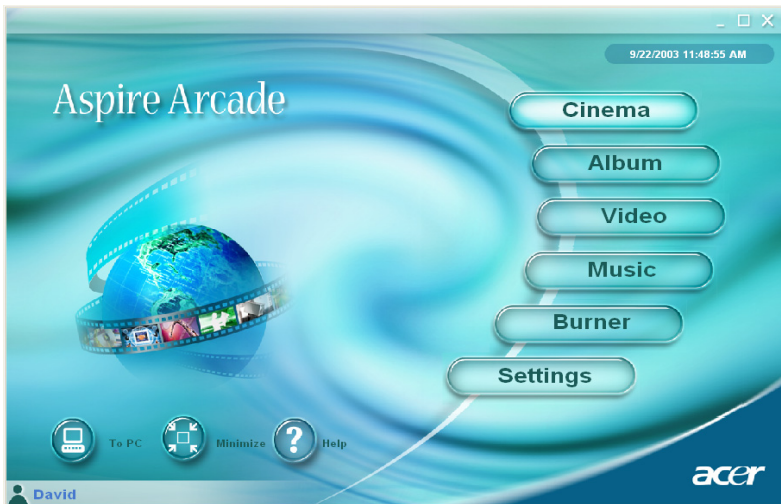 9/22/2003 11:48:55 AM
Aspire Arcade
Cinema
Album
Video
Music
Burner
Settings
To PC
Minimize
Help
acer
David